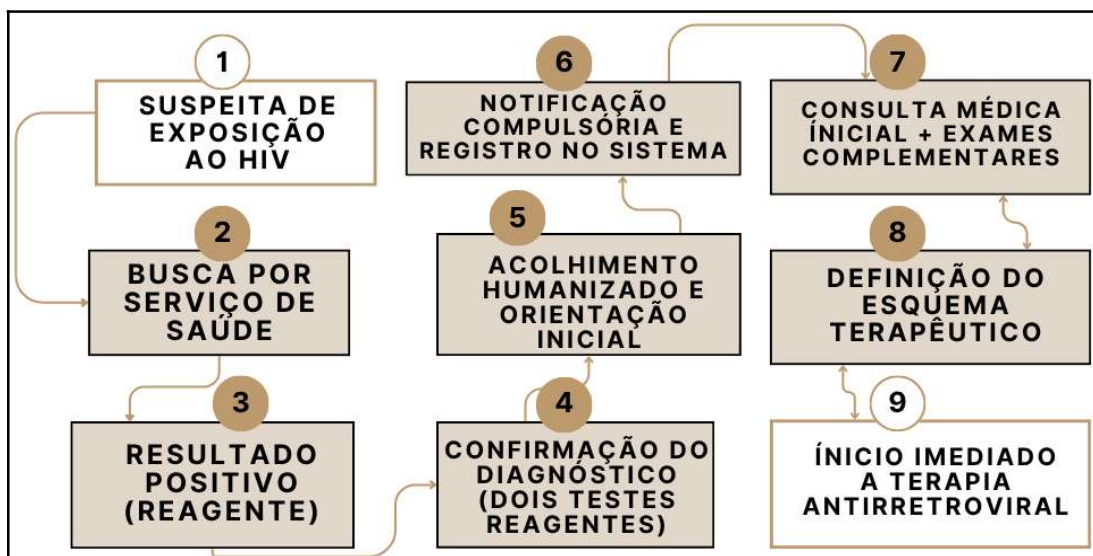 1
SUSPEITA DE
EXPOSIÇÃO
AO HIV
2
BUSCA POR
SERVIÇO DE
SAÚDE
3
RESULTADO
POSITIVO
(REAGENTE)
4
CONFIRMAÇÃO DO
DIAGNÓSTICO
(DOIS TESTES
REAGENTES)
5
ACOLHIMENTO
HUMANIZADO E
ORIENTAÇÃO
INICIAL
6
NOTIFICAÇÃO
COMPULSÓRIA E
REGISTRO NO SISTEMA
7
CONSULTA MÉDICA
ÍNICIAL + EXAMES
COMPLEMENTARES
8
DEFINIÇÃO DO
ESQUEMA
TERAPÊUTICO
9
ÍNICIO IMEDIADO
A TERAPIA
ANTIRRETROVIRAL